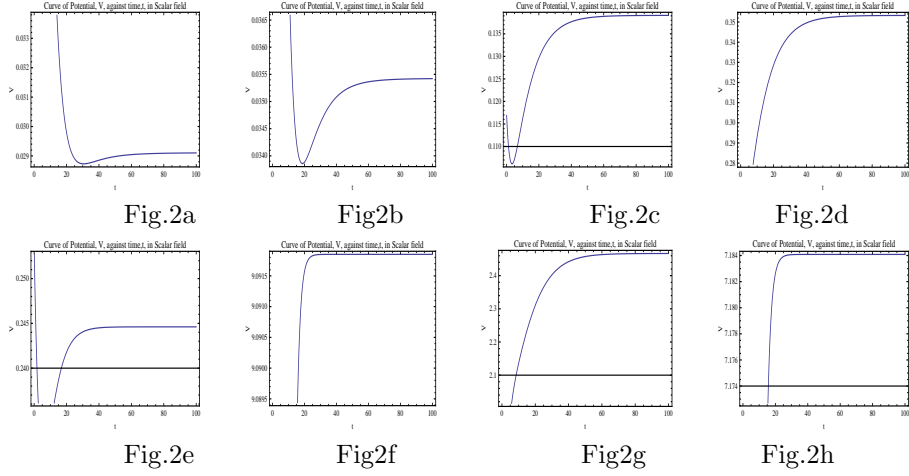 Curve of Potential, V, against time,t, in Scalar field
0.033
0.032
0.031
0.030
0.029
V
0 20 40 60 80 100
t
Fig.2a
Curve of Potential, V, against time,t, in Scalar field
0.0365
0.0360
0.0355
0.0350
0.0345
0.0340
V
0 20 40 60 80 100
t
Fig2b
Curve of Potential, V, against time,t, in Scalar field
0.135
0.130
0.125
0.120
0.115
0.110
V
0 20 40 60 80 100
t
Fig.2c
Curve of Potential, V, against time,t, in Scalar field
0.35
0.34
0.33
0.32
0.31
0.30
0.29
0.28
V
0 20 40 60 80 100
t
Fig.2d
Curve of Potential, V, against time,t, in Scalar field
0.250
0.245
0.240
V
0 20 40 60 80 100
t
Fig.2e
Curve of Potential, V, against time,t, in Scalar field
9.0915
9.0910
9.0905
9.0900
9.0895
V
0 20 40 60 80 100
t
Fig2f
Curve of Potential, V, against time,t, in Scalar field
2.4
2.3
2.2
2.1
2.0
V
0 20 40 60 80 100
t
Fig2g
Curve of Potential, V, against time,t, in Scalar field
7.184
7.182
7.180
7.178
7.176
7.174
V
0 20 40 60 80 100
t
Fig.2h